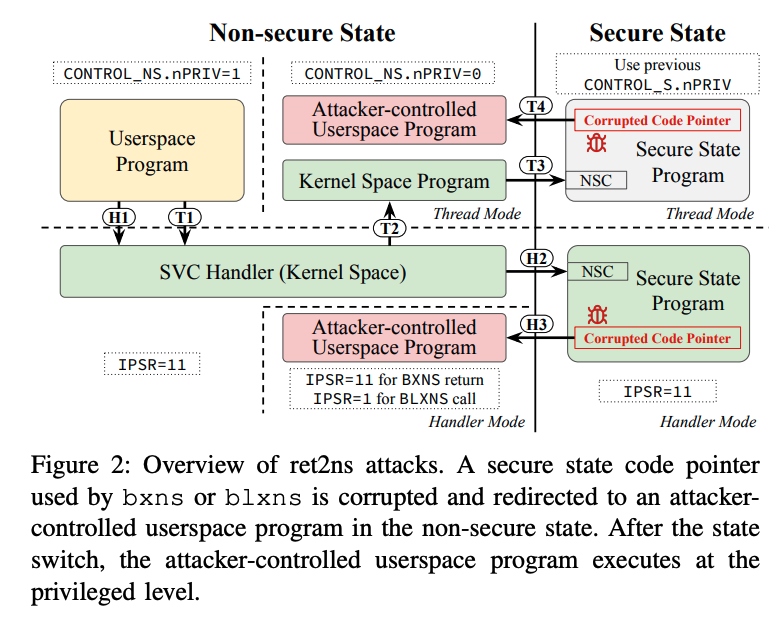 Non-secure State
Secure State
CONTROL_NS.nPRIV=1
CONTROL_NS.nPRIV=0
Use previous
CONTROL_S.nPRIV
Userspace
Program
Attacker-controlled
Userspace Program
T4
Corrupted Code Pointer
Secure State
Program
Kernel Space Program
T3
NSC
Thread Mode
Thread Mode
H1
T1
T2
SVC Handler (Kernel Space)
H2
NSC
Secure State
Program
Attacker-controlled
Userspace Program
H3
Corrupted Code Pointer
IPSR=11
IPSR=11 for BXNS return
IPSR=1 for BLXNS call
IPSR=11
Handler Mode
Handler Mode
Figure 2: Overview of ret2ns attacks. A secure state code pointer
used by bxns or blxns is corrupted and redirected to an attacker-
controlled userspace program in the non-secure state. After the
state switch, the attacker-controlled userspace program executes at the
privileged level.